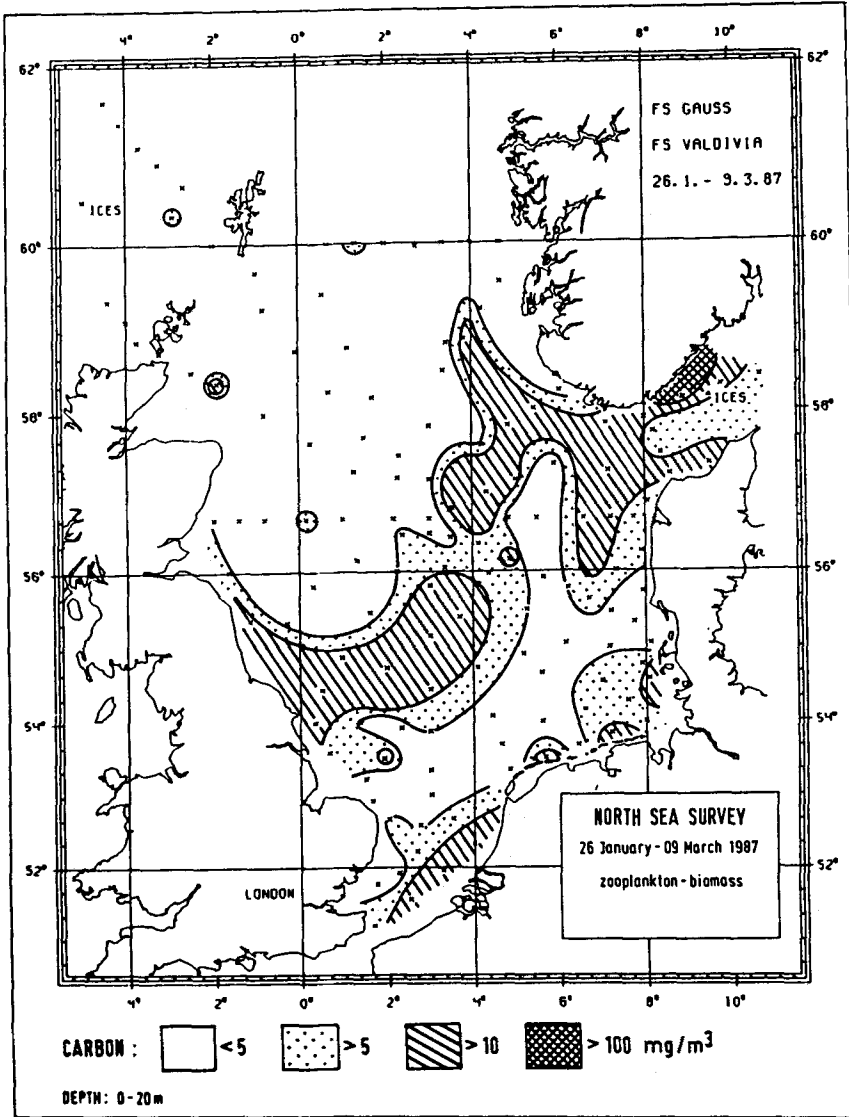 4° 2° 0° 2° 4° 6° 8° 10°
62° 62°
FS GAUSS
FS VALDIVIA
26.1.- 9.3.87
ICES
60° 60°
ICES
58° 58°
56° 56°
54° 54°
NORTH SEA SURVEY
26 January - 09 March 1987
zooplankton - biomass
52° 52°
LONDON
4° 2° 0° 2° 4° 6° 8° 10°
CARBON : <5 >5 >10 >100 mg/m³
DEPTH: 0-20m